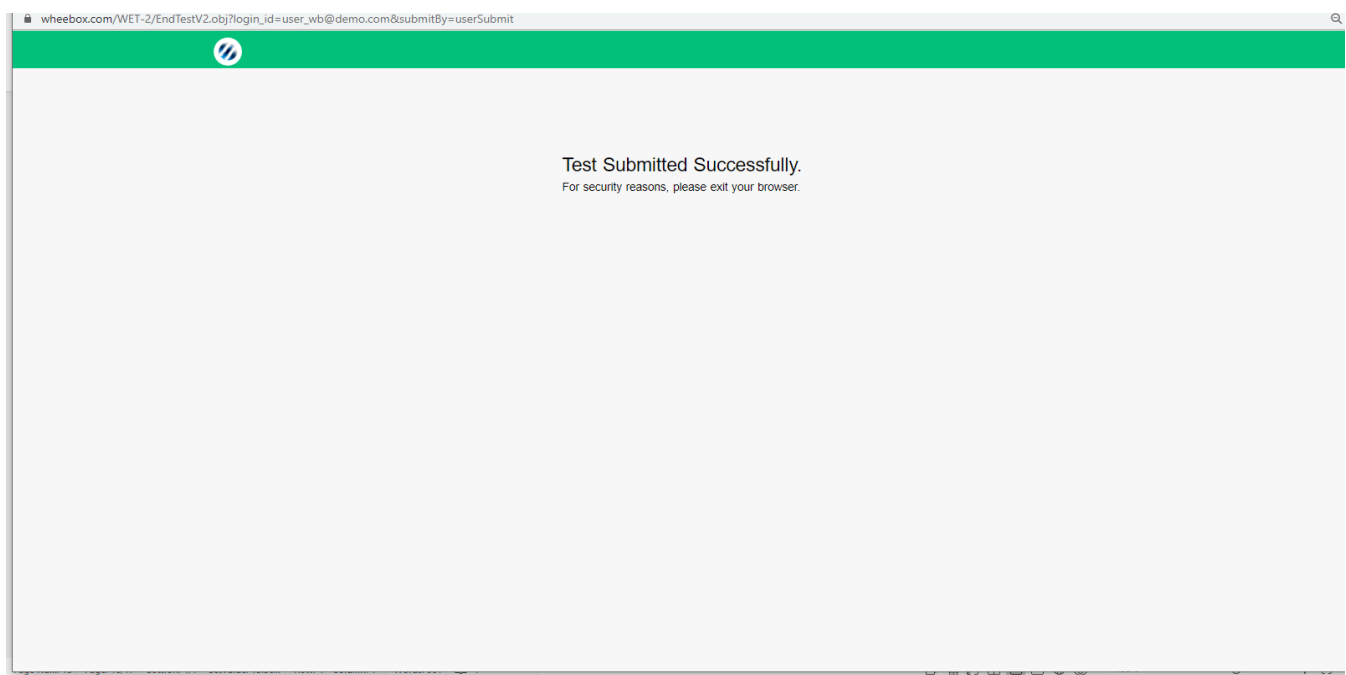 wheebox.com/WET-2/EndTestV2.obj?login_id=user_wb@demo.com&submitBy=userSubmit
Test Submitted Successfully.
For security reasons, please exit your browser.